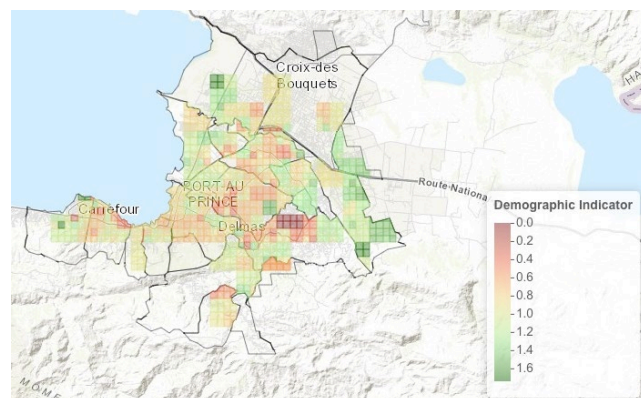 Croix-des
Bouquets
HA
PORT-AU
PRINCE
Route Nationa
Carrefour
Delmas
Demographic Indicator
0.0
0.2
0.4
0.6
0.8
1.0
1.2
1.4
1.6